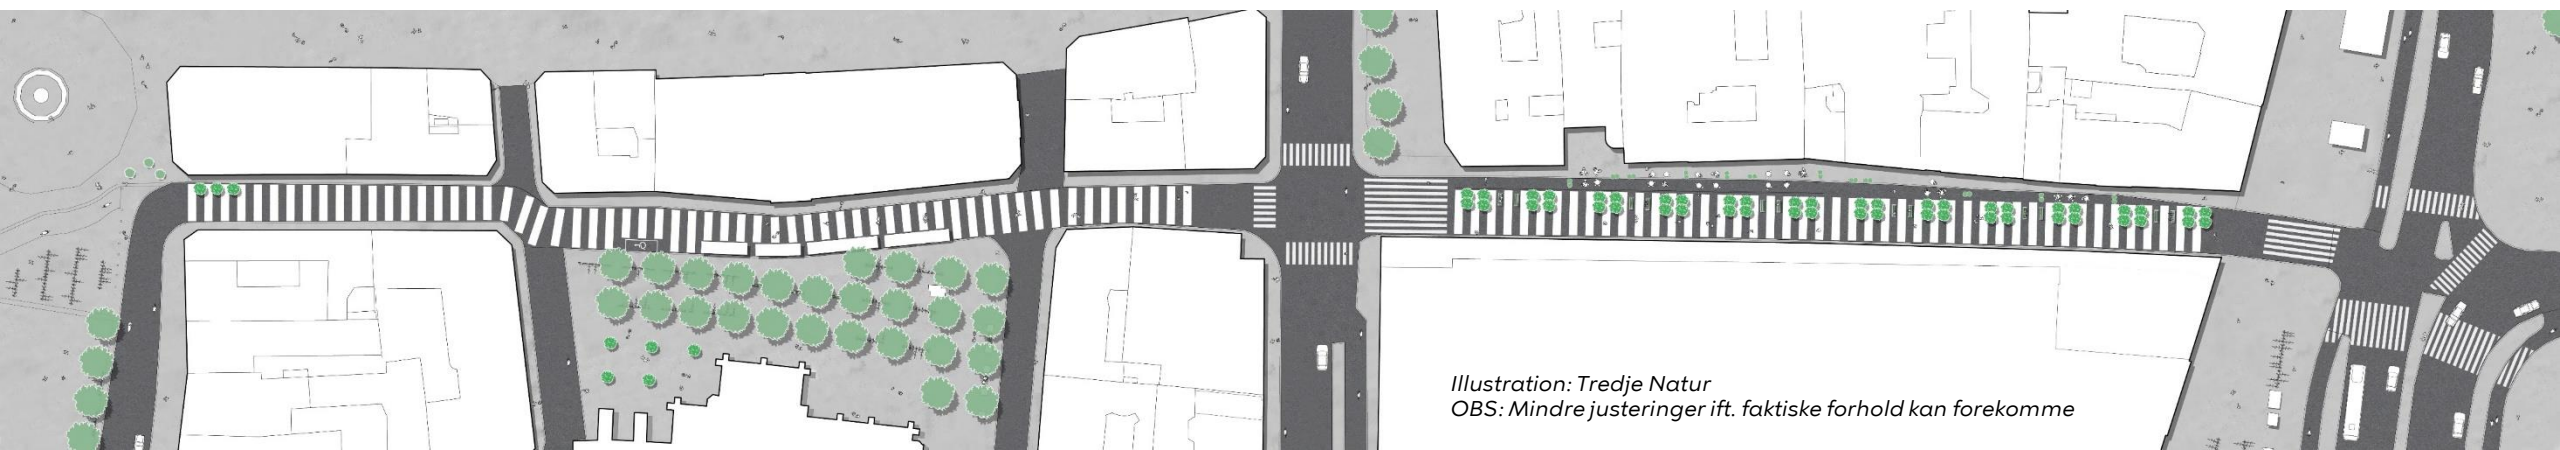 Illustration: Tredje Natur
OBS: Mindre justeringer ift. faktiske forhold kan forekomme